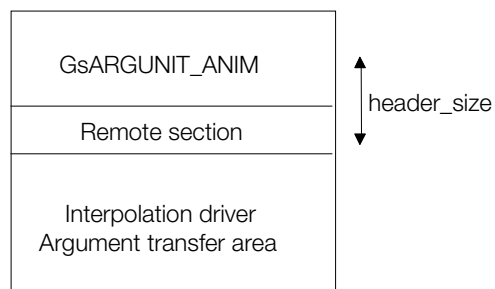 GsARGUNIT_ANIM
header_size
Remote section
Interpolation driver
Argument transfer area